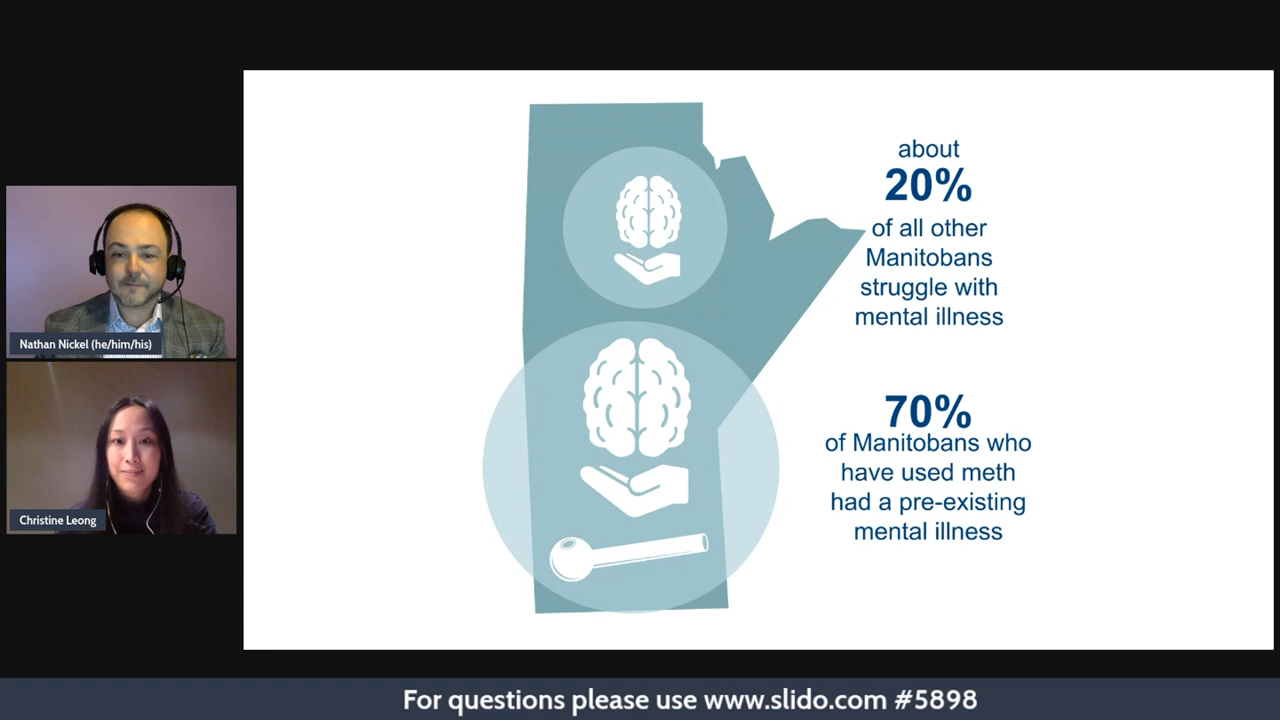 about
20%
of all other
Manitobans
struggle with
mental illness
70%
of Manitobans who
have used meth
had a pre-existing
mental illness
Nathan Nickel (he/him/his)
Christine Leong
For questions please use www.slido.com #5898